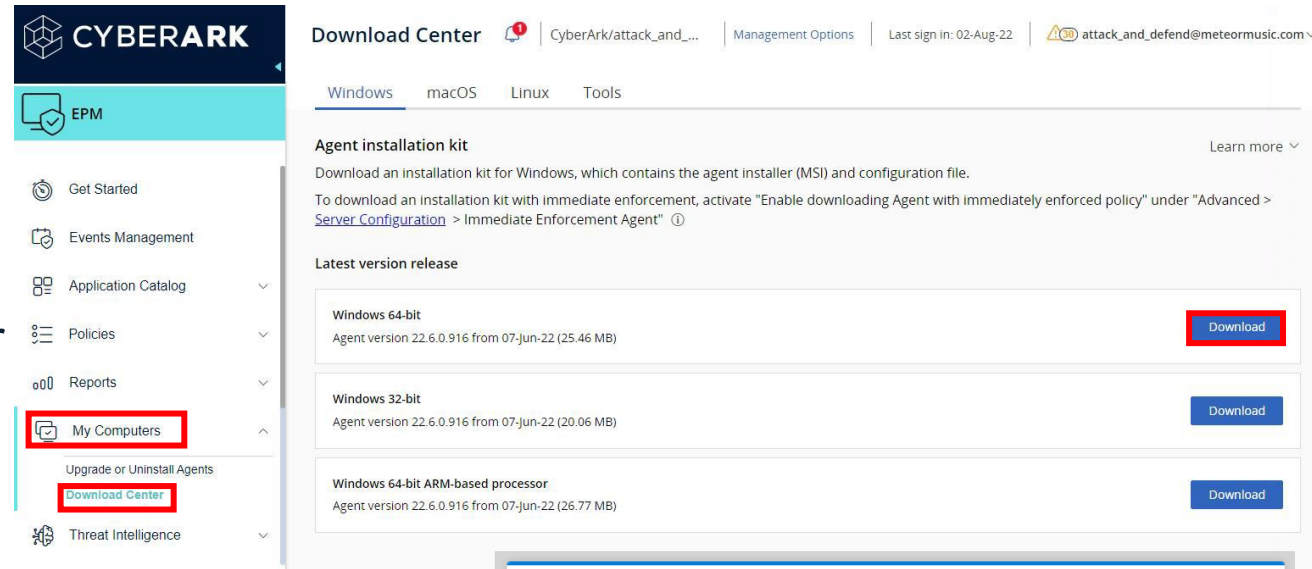 CYBERARK
EPM
Get Started
Events Management
Application Catalog
Policies
Reports
My Computers
Upgrade or Uninstall Agents
Download Center
Threat Intelligence
Download Center 1 CyberArk/attack_and_... Management Options Last sign in: 02-Aug-22 30 attack_and_defend@meteormusic.com
Windows macOS Linux Tools
Agent installation kit Learn more
Download an installation kit for Windows, which contains the agent installer (MSI) and configuration file.
To download an installation kit with immediate enforcement, activate "Enable downloading Agent with immediately enforced policy" under "Advanced >
Server Configuration > Immediate Enforcement Agent"
Latest version release
Windows 64-bit
Agent version 22.6.0.916 from 07-Jun-22 (25.46 MB)
Download
Windows 32-bit
Agent version 22.6.0.916 from 07-Jun-22 (20.06 MB)
Download
Windows 64-bit ARM-based processor
Agent version 22.6.0.916 from 07-Jun-22 (26.77 MB)
Download